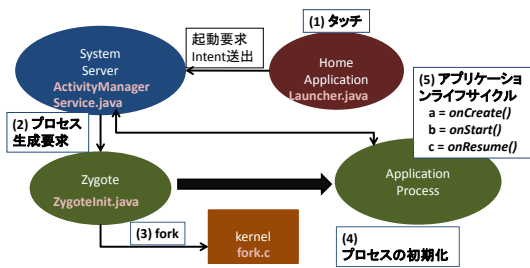 (1) タッチ
System
Server
ActivityManager
Service.java
起動要求
Intent送出
Home
Application
Launcher.java
(5) アプリケーショ
ンライフサイクル
a = onCreate()
b = onStart()
c = onResume()
(2) プロセス
生成要求
Zygote
ZygoteInit.java
Application
Process
(3) fork
kernel
fork.c
(4)
プロセスの初期化